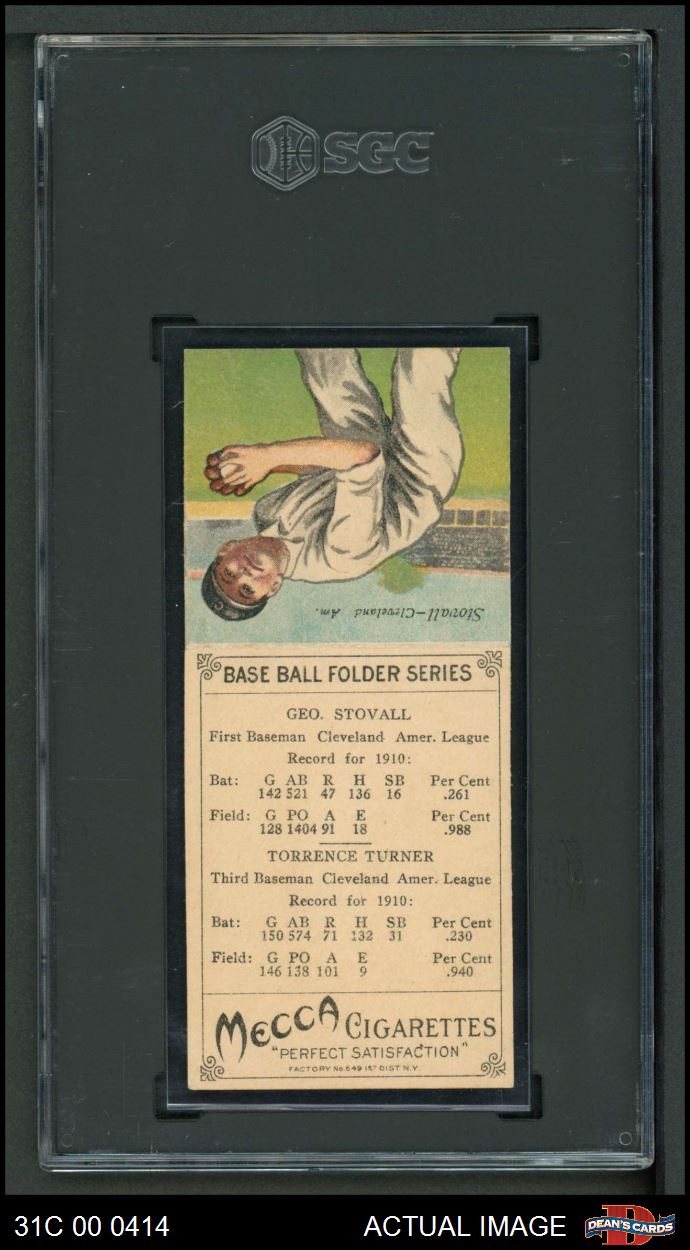 SGC
Stovall-Cleveland Am.
BASE BALL FOLDER SERIES
GEO. STOVALL
First Baseman Cleveland Amer. League
Record for 1910:
Bat: G AB R H SB Per Cent
142 521 47 136 16 .261
Field: G PO A E Per Cent
128 1404 91 18 .988
TORRENCE TURNER
Third Baseman Cleveland Amer. League
Record for 1910:
Bat: G AB R H SB Per Cent
150 574 71 132 31 .230
Field: G PO A E Per Cent
146 138 101 9 .940
MECCA CIGARETTES
"PERFECT SATISFACTION"
FACTORY No. 649 1ST DIST N.Y.
31C 00 0414 ACTUAL IMAGE DEAN'S CARDS